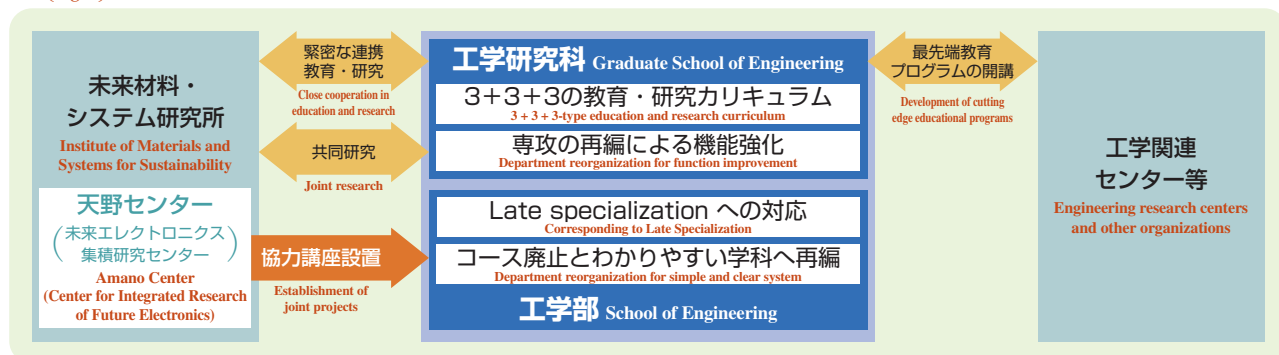 未来材料・
システム研究所
Institute of Materials and
Systems for Sustainability
天野センター
(未来エレクトロニクス
集積研究センター)
Amano Center
(Center for Integrated Research
of Future Electronics)
緊密な連携
教育・研究
Close cooperation in
education and research
共同研究
Joint research
協力講座設置
Establishment of
joint projects
工学研究科 Graduate School of Engineering
3+3+3の教育・研究カリキュラム
3 + 3 + 3-type education and research curriculum
専攻の再編による機能強化
Department reorganization for function improvement
Late specialization への対応
Corresponding to Late Specialization
コース廃止とわかりやすい学科へ再編
Department reorganization for simple and clear system
工学部 School of Engineering
最先端教育
プログラムの開講
Development of cutting
edge educational programs
工学関連
センター等
Engineering research centers
and other organizations